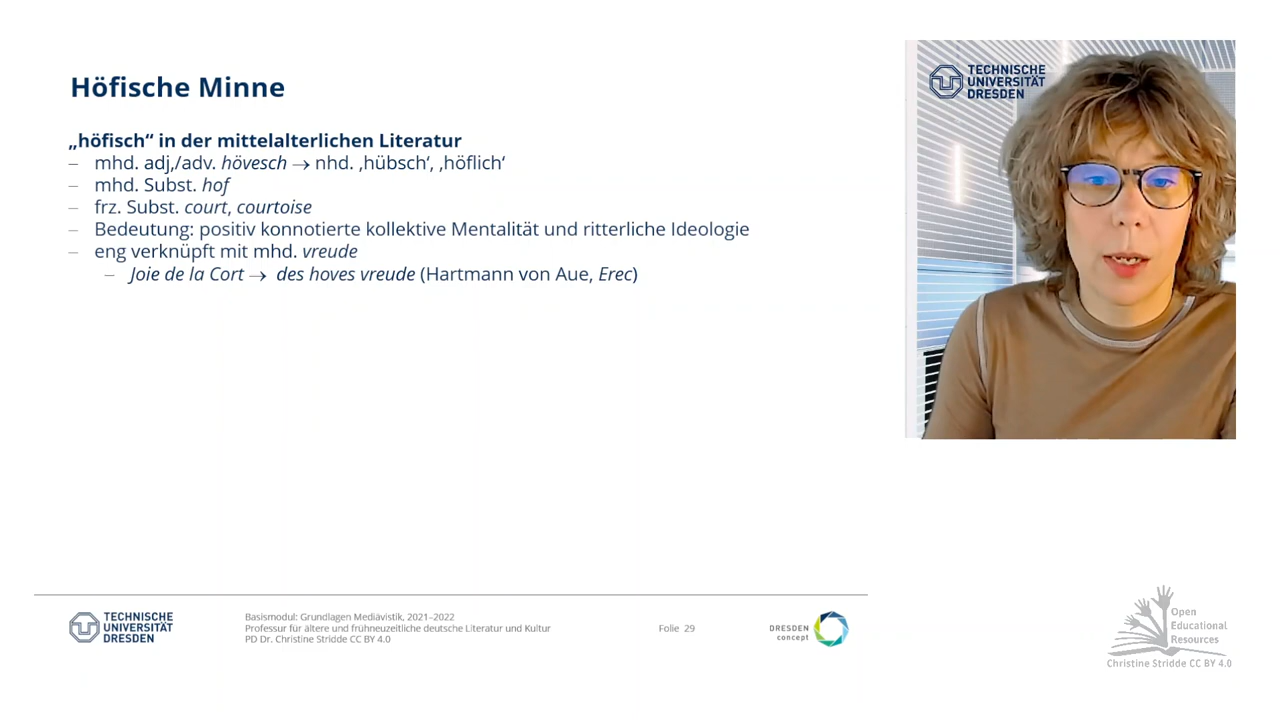 Höfische Minne
„höfisch“ in der mittelalterlichen Literatur
– mhd. adj,/adv. hövesch → nhd. ‚hübsch‘, ‚höflich‘
– mhd. Subst. hof
– frz. Subst. court, courtoise
– Bedeutung: positiv konnotierte kollektive Mentalität und ritterliche Ideologie
– eng verknüpft mit mhd. vreude
– Joie de la Cort → des hoves vreude (Hartmann von Aue, Erec)
TECHNISCHE
UNIVERSITÄT
DRESDEN
TECHNISCHE
UNIVERSITÄT
DRESDEN
Basismodul: Grundlagen Mediävistik, 2021–2022
Professur für ältere und frühneuzeitliche deutsche Literatur und Kultur
PD Dr. Christine Stridde CC BY 4.0
Folie 29
DRESDEN
concept
Open
Educational
Resources
Christine Stridde CC BY 4.0